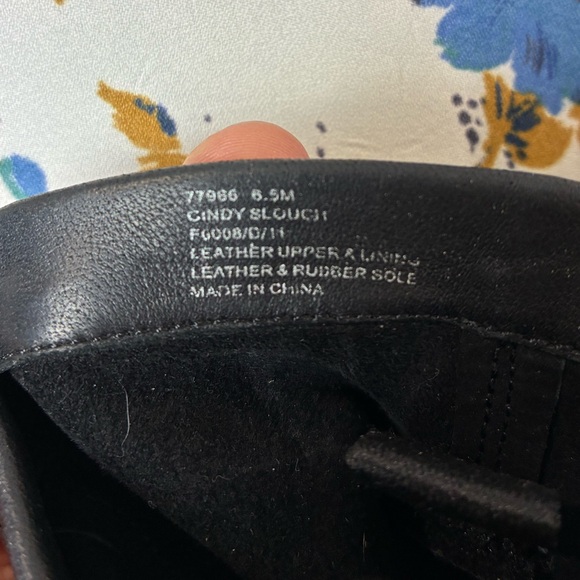 77966 6.5M
CINDY SLOUCH
F6008/D/11
LEATHER UPPER & LINING
LEATHER & RUBBER SOLE
MADE IN CHINA